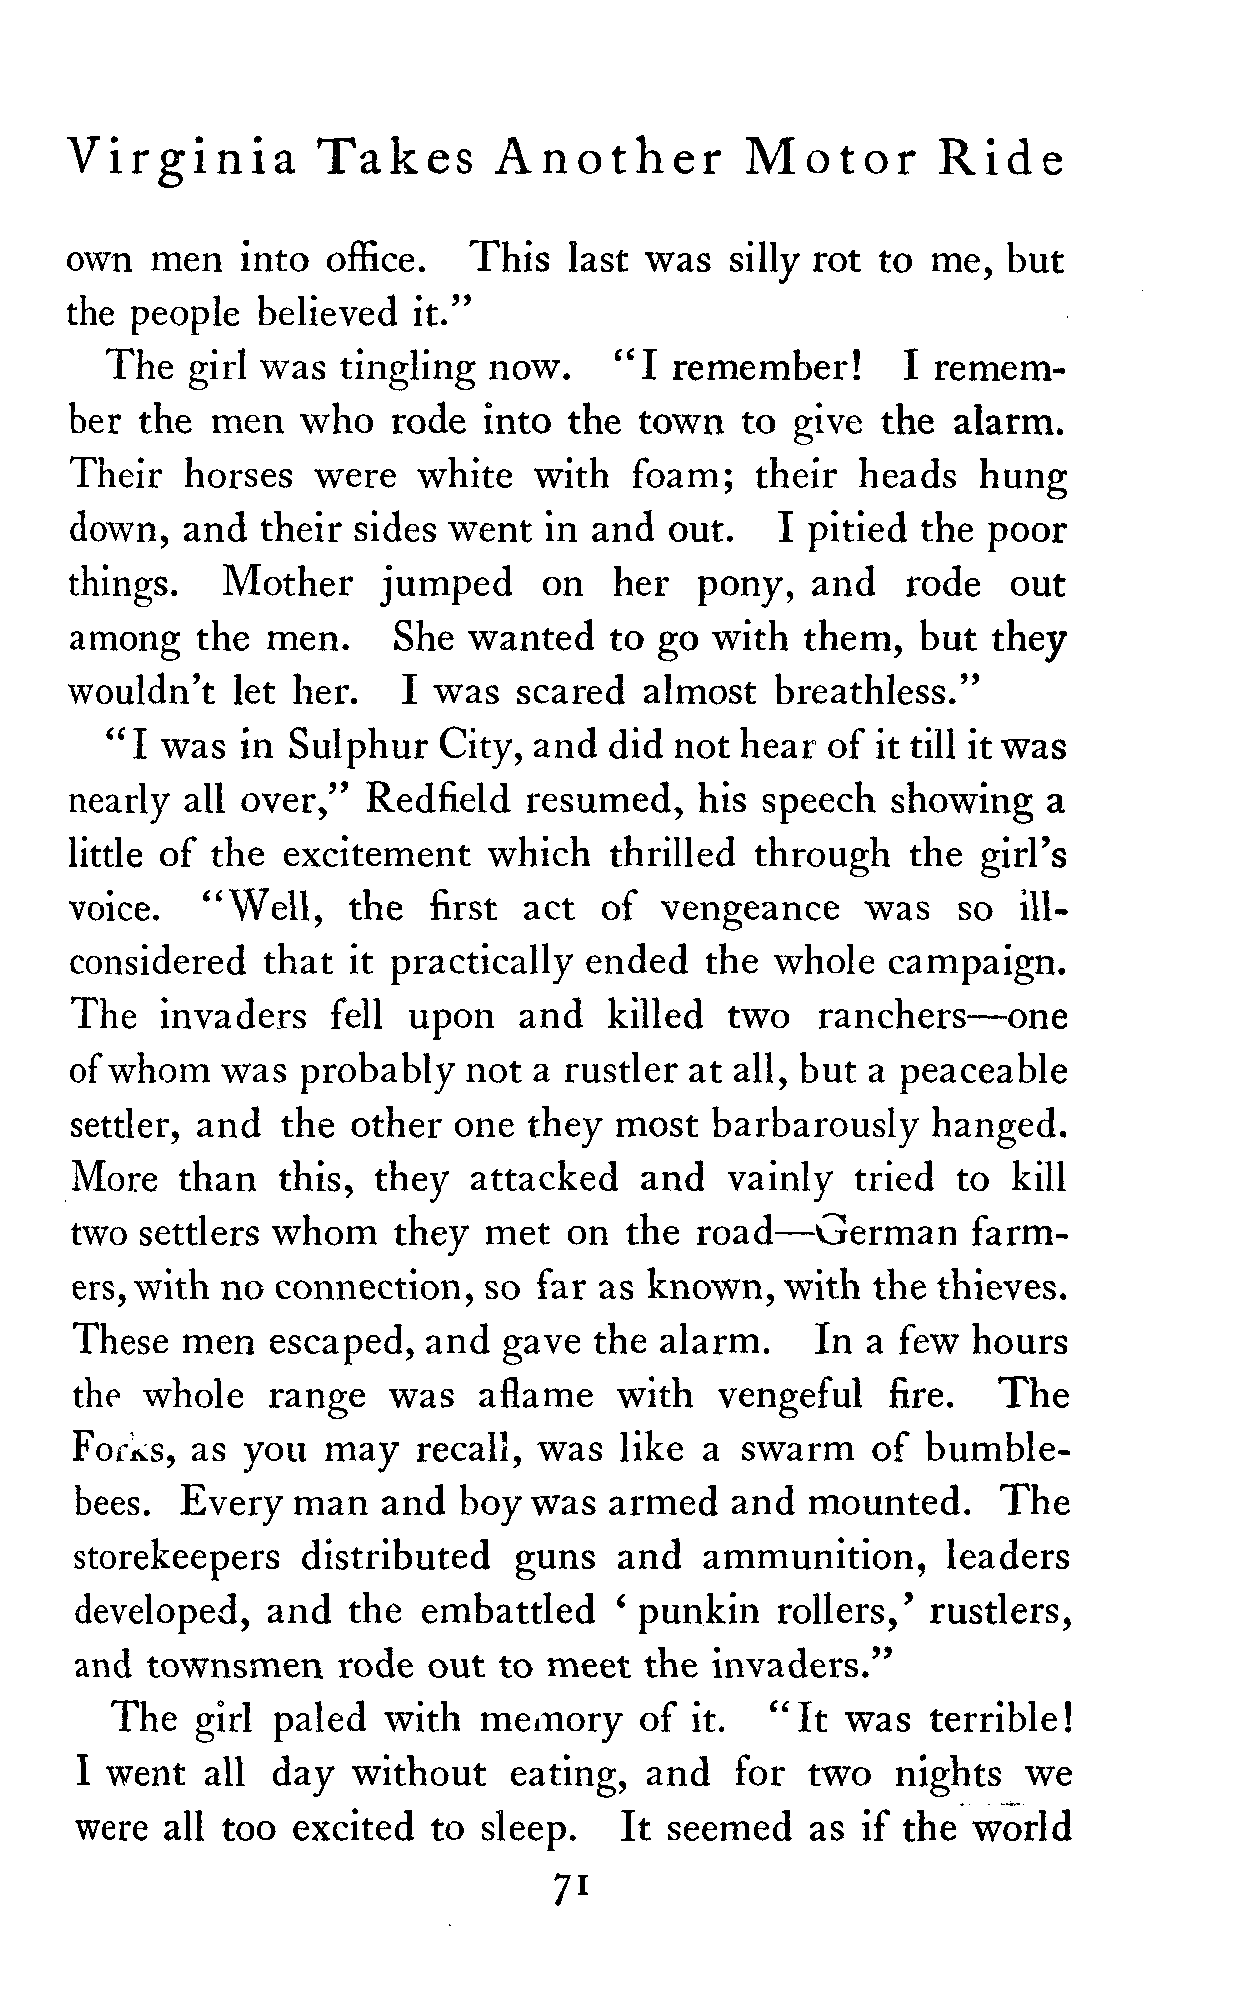 Virginia Takes Another Motor Ride
own men into office. This last was silly rot to me, but
the people believed it."
The girl was tingling now. "I remember! I remem-
ber the men who rode into the town to give the alarm.
Their horses were white with foam; their heads hung
down, and their sides went in and out. I pitied the poor
things. Mother jumped on her pony, and rode out
among the men. She wanted to go with them, but they
wouldn't let her. I was scared almost breathless."
"I was in Sulphur City, and did not hear of it till it was
nearly all over," Redfield resumed, his speech showing a
little of the excitement which thrilled through the girl's
voice. "Well, the first act of vengeance was so ill-
considered that it practically ended the whole campaign.
The invaders fell upon and killed two ranchers—one
of whom was probably not a rustler at all, but a peaceable
settler, and the other one they most barbarously hanged.
More than this, they attacked and vainly tried to kill
two settlers whom they met on the road—German farm-
ers, with no connection, so far as known, with the thieves.
These men escaped, and gave the alarm. In a few hours
the whole range was aflame with vengeful fire. The
Forks, as you may recall, was like a swarm of bumble-
bees. Every man and boy was armed and mounted. The
storekeepers distributed guns and ammunition, leaders
developed, and the embattled 'punkin rollers,' rustlers,
and townsmen rode out to meet the invaders."
The girl paled with memory of it. "It was terrible!
I went all day without eating, and for two nights we
were all too excited to sleep. It seemed as if the world
71